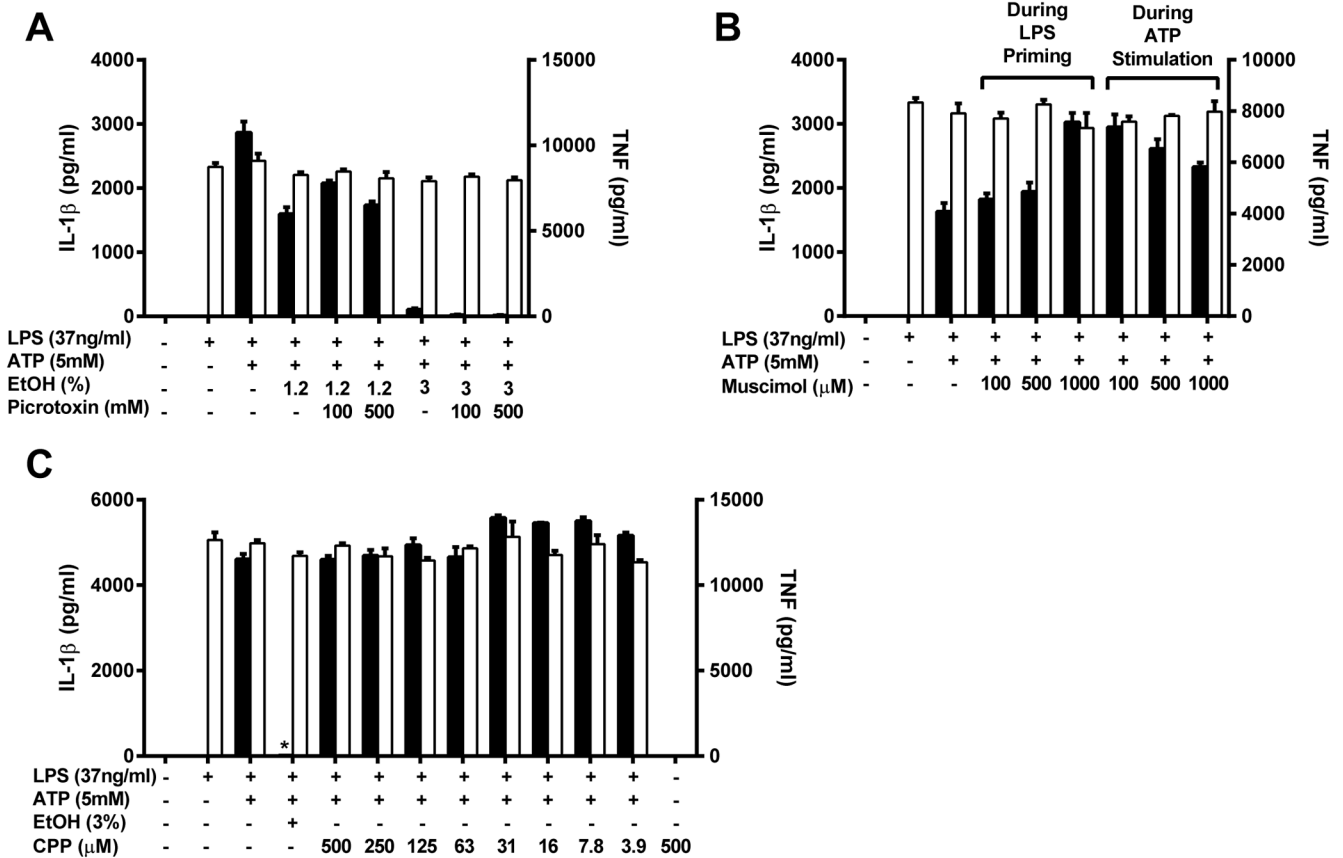 A
4000
3000
2000
1000
0
IL-1β (pg/ml)
15000
10000
5000
0
TNF (pg/ml)
LPS (37ng/ml) - + + + + + + + +
ATP (5mM) - - + + + + + + +
EtOH (%) - - - 1.2 1.2 1.2 3 3 3
Picrotoxin (mM) - - - - 100 500 - 100 500
B
During LPS Priming
During ATP Stimulation
4000
3000
2000
1000
0
IL-1β (pg/ml)
10000
8000
6000
4000
2000
0
TNF (pg/ml)
LPS (37ng/ml) - + + + + + + + +
ATP (5mM) - - + + + + + + +
Muscimol (μM) - - - 100 500 1000 100 500 1000
C
6000
4000
2000
0
IL-1β (pg/ml)
15000
10000
5000
0
TNF (pg/ml)
*
LPS (37ng/ml) - + + + + + + + + + + + -
ATP (5mM) - - + + + + + + + + + + -
EtOH (3%) - - - + - - - - - - - - -
CPP (μM) - - - - 500 250 125 63 31 16 7.8 3.9 500